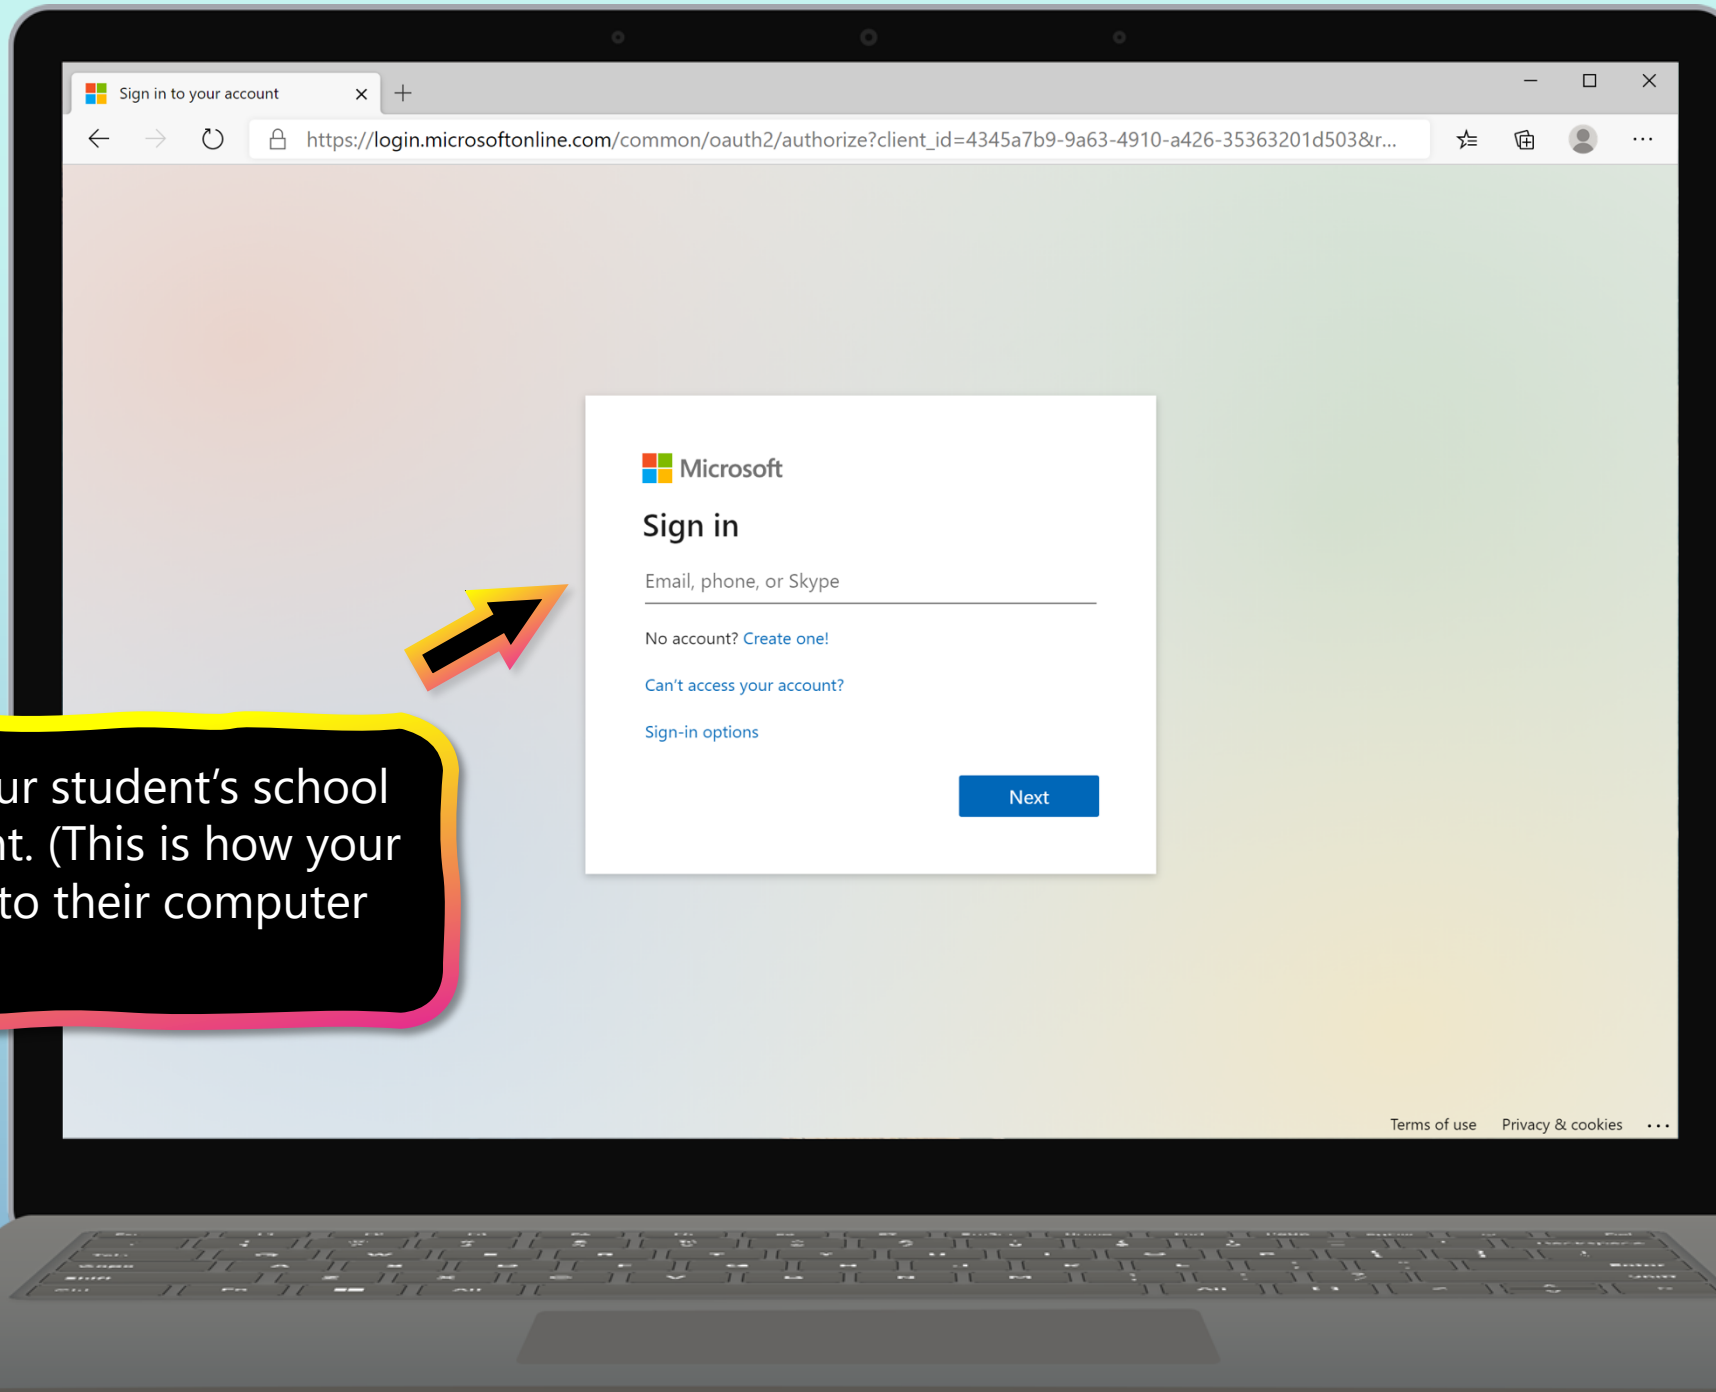 Sign in to your account
https://login.microsoftonline.com/common/oauth2/authorize?client_id=4345a7b9-9a63-4910-a426-35363201d503&r...
Microsoft
Sign in
Email, phone, or Skype
No account? Create one!
Can't access your account?
Sign-in options
Next
ur student's school
nt. (This is how your
to their computer
Terms of use Privacy & cookies ...